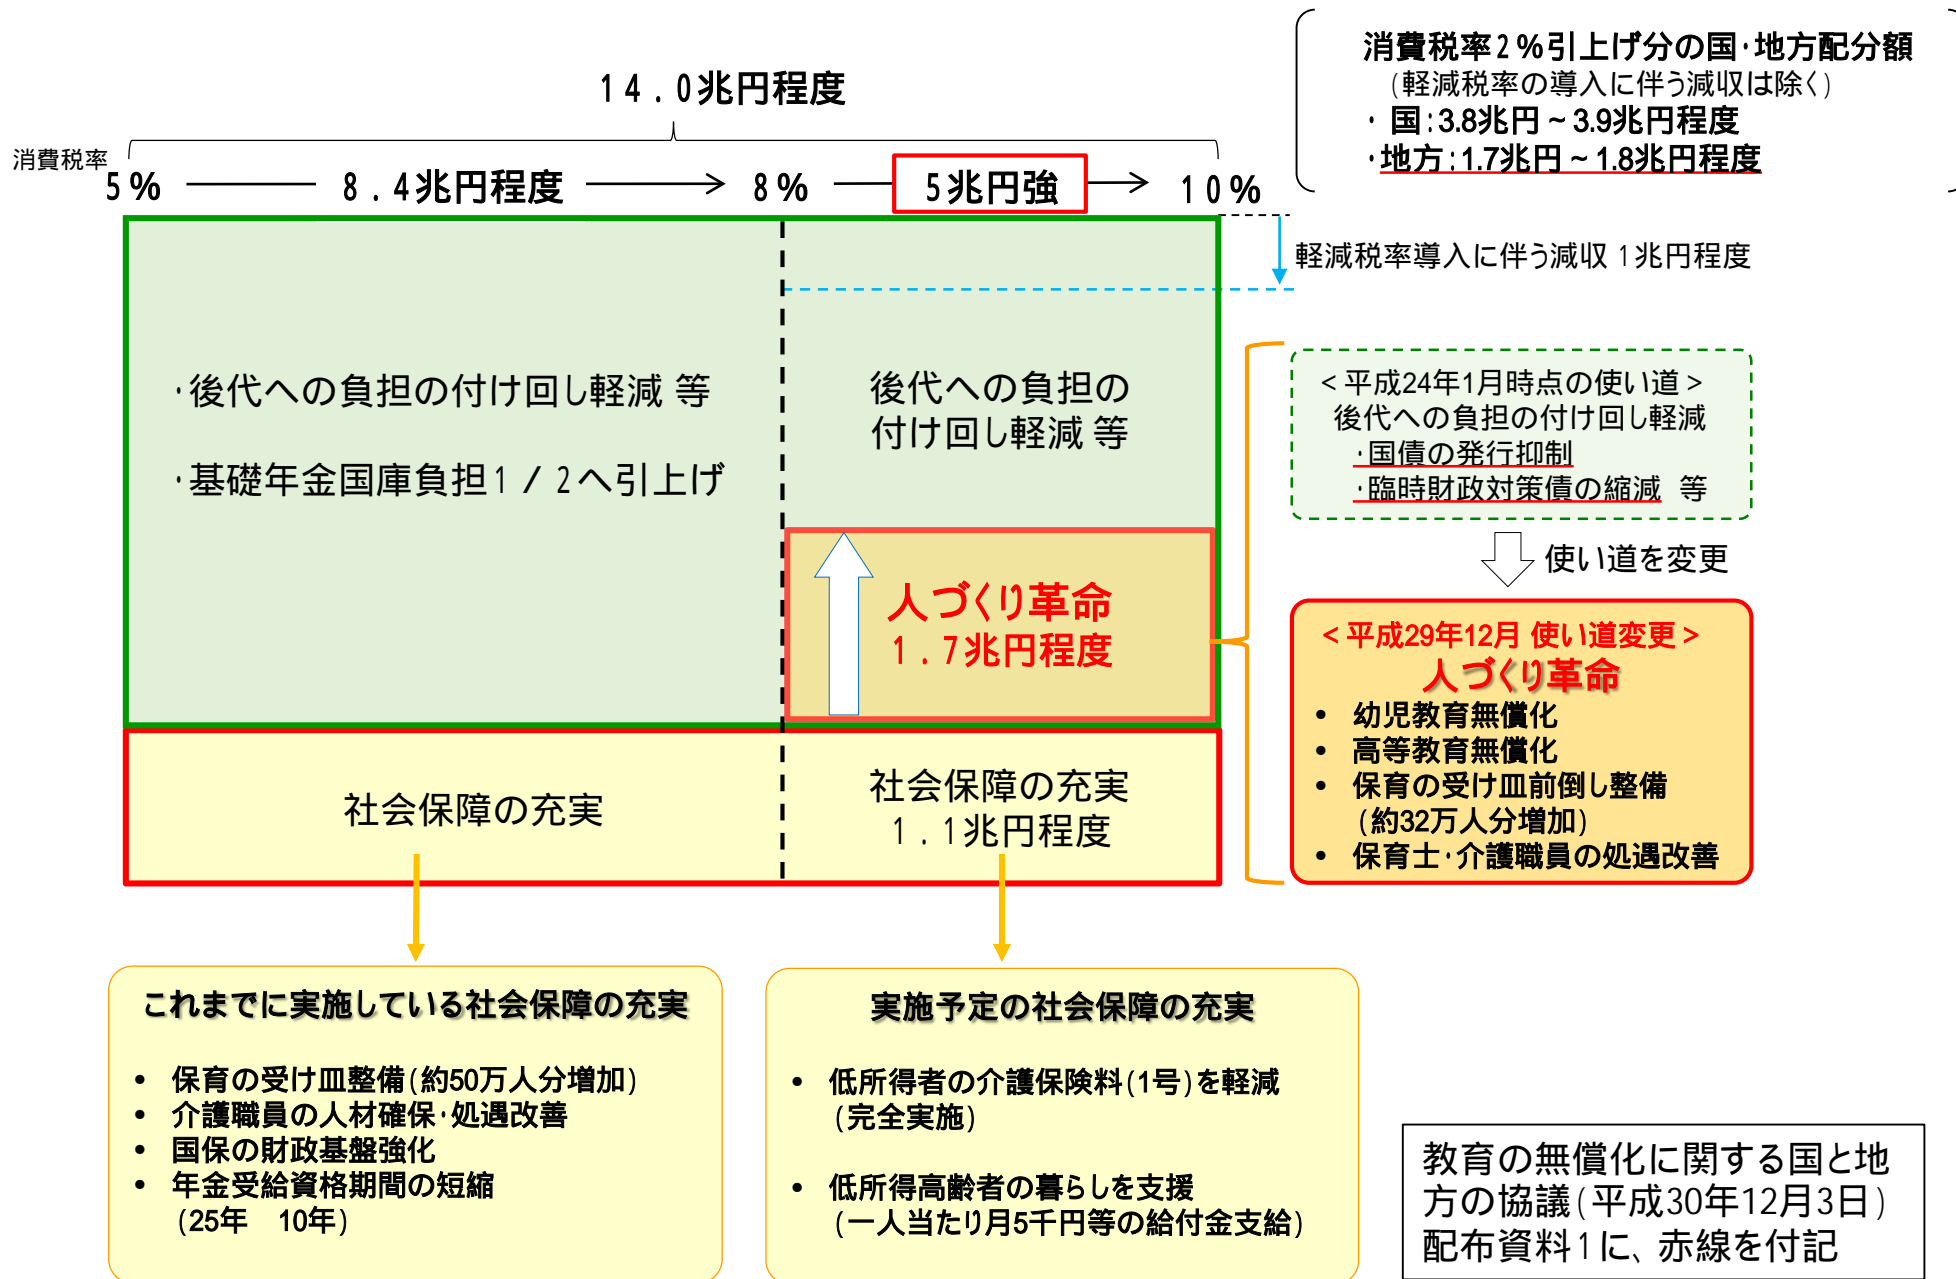 消費税率2%引上げ分の国・地方配分額
(軽減税率の導入に伴う減収は除く)
・ 国:3.8兆円～3.9兆円程度
・地方:1.7兆円～1.8兆円程度
14.0兆円程度
消費税率
5% 8.4兆円程度 8% 5兆円強 10%
軽減税率導入に伴う減収 1兆円程度
・後代への負担の付け回し軽減 等
・基礎年金国庫負担1/2へ引上げ
後代への負担の
付け回し軽減 等
人づくり革命
1.7兆円程度
社会保障の充実
社会保障の充実
1.1兆円程度
<平成24年1月時点の使い道>
後代への負担の付け回し軽減
・国債の発行抑制
・臨時財政対策債の縮減 等
使い道を変更
<平成29年12月 使い道変更>
人づくり革命
• 幼児教育無償化
• 高等教育無償化
• 保育の受け皿前倒し整備
(約32万人分増加)
• 保育士・介護職員の処遇改善
これまでに実施している社会保障の充実
• 保育の受け皿整備(約50万人分増加)
• 介護職員の人材確保・処遇改善
• 国保の財政基盤強化
• 年金受給資格期間の短縮
(25年 10年)
実施予定の社会保障の充実
• 低所得者の介護保険料(1号)を軽減
(完全実施)
• 低所得高齢者の暮らしを支援
(一人当たり月5千円等の給付金支給)
教育の無償化に関する国と地
方の協議(平成30年12月3日)
配布資料1に、赤線を付記